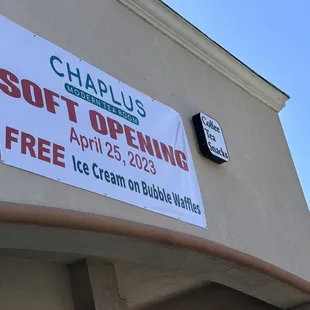 CHAPLUS
MODERN TEA ROOM
SOFT OPENING
April 25, 2023
FREE Ice Cream on Bubble Waffles
Coffee
Tea
Snacks